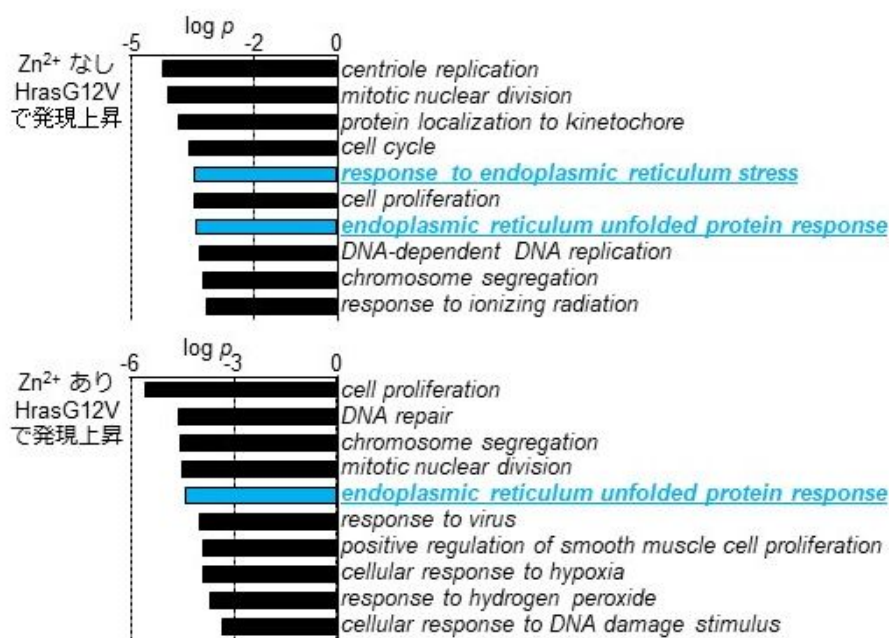 log p
-5 -2 0
Zn²⁺ なし
HrasG12V
で発現上昇
centriole replication
mitotic nuclear division
protein localization to kinetochore
cell cycle
response to endoplasmic reticulum stress
cell proliferation
endoplasmic reticulum unfolded protein response
DNA-dependent DNA replication
chromosome segregation
response to ionizing radiation
log p
-6 -3 0
Zn²⁺ あり
HrasG12V
で発現上昇
cell proliferation
DNA repair
chromosome segregation
mitotic nuclear division
endoplasmic reticulum unfolded protein response
response to virus
positive regulation of smooth muscle cell proliferation
cellular response to hypoxia
response to hydrogen peroxide
cellular response to DNA damage stimulus